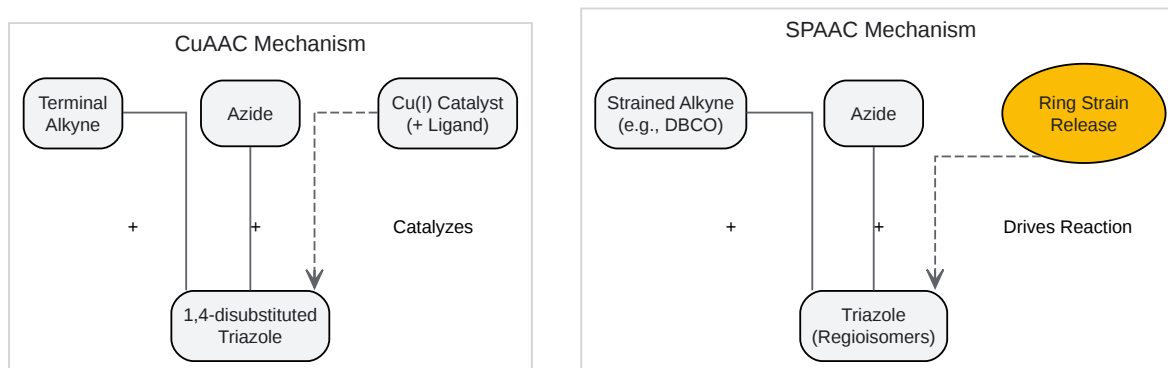 CuAAC Mechanism
Terminal
Alkyne
Azide
Cu(I) Catalyst
(+ Ligand)
+
+
Catalyzes
1,4-disubstituted
Triazole
SPAAC Mechanism
Strained Alkyne
(e.g., DBCO)
Azide
Ring Strain
Release
+
+
Drives Reaction
Triazole
(Regioisomers)